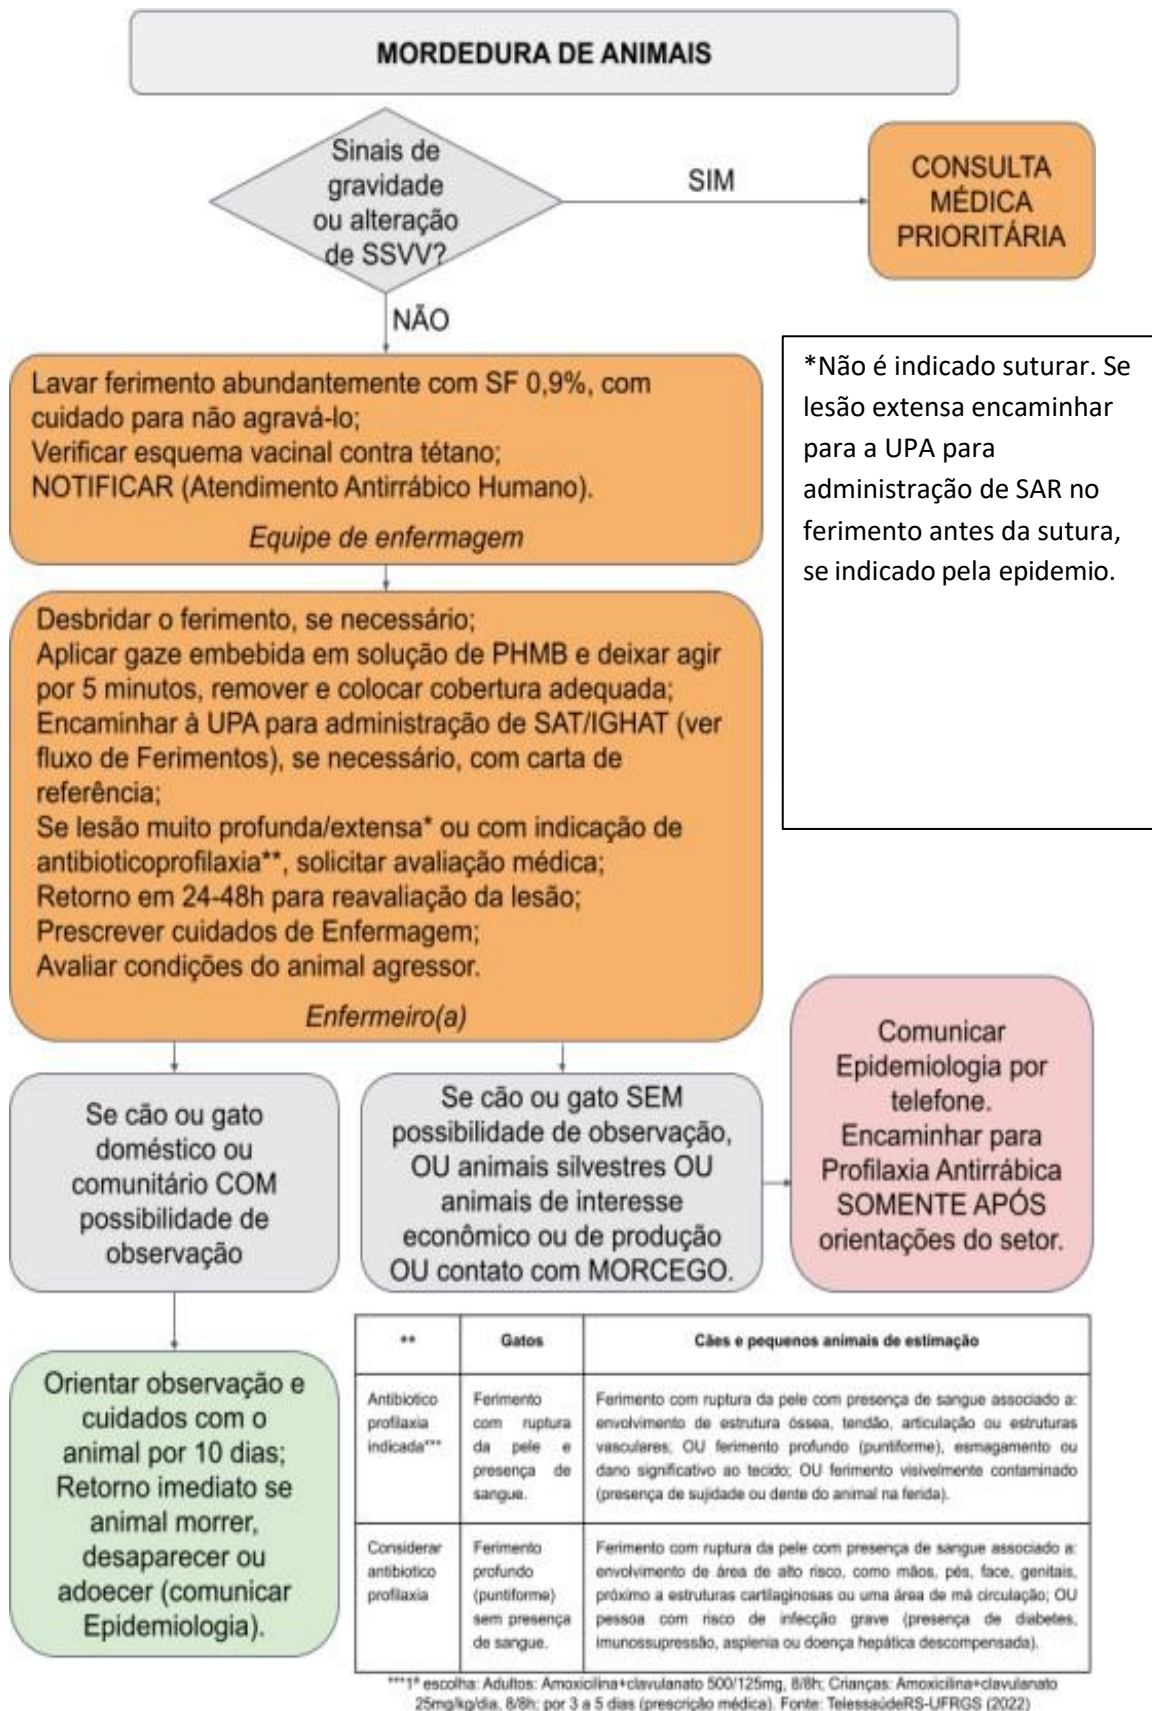 MORDEDURA DE ANIMAIS
Sinais de
gravidade
ou alteração
de SSVV?
SIM
CONSULTA
MÉDICA
PRIORITÁRIA
NÃO
Lavar ferimento abundantemente com SF 0,9%, com
cuidado para não agravá-lo;
Verificar esquema vacinal contra tétano;
NOTIFICAR (Atendimento Antirrábico Humano).
Equipe de enfermagem
*Não é indicado suturar. Se
lesão extensa encaminhar
para a UPA para
administração de SAR no
ferimento antes da sutura,
se indicado pela epidemio.
Desbridar o ferimento, se necessário;
Aplicar gaze embebida em solução de PHMB e deixar agir
por 5 minutos, remover e colocar cobertura adequada;
Encaminhar à UPA para administração de SAT/IGHAT (ver
fluxo de Ferimentos), se necessário, com carta de
referência;
Se lesão muito profunda/extensa* ou com indicação de
antibioticoprofilaxia**, solicitar avaliação médica;
Retorno em 24-48h para reavaliação da lesão;
Prescrever cuidados de Enfermagem;
Avaliar condições do animal agressor.
Enfermeiro(a)
Se cão ou gato
doméstico ou
comunitário COM
possibilidade de
observação
Se cão ou gato SEM
possibilidade de observação,
OU animais silvestres OU
animais de interesse
econômico ou de produção
OU contato com MORCEGO.
Comunicar
Epidemiologia por
telefone.
Encaminhar para
Profilaxia Antirrábica
SOMENTE APÓS
orientações do setor.
Orientar observação e
cuidados com o
animal por 10 dias;
Retorno imediato se
animal morrer,
desaparecer ou
adoecer (comunicar
Epidemiologia).
**
Gatos
Cães e pequenos animais de estimação
Antibiotico
profilaxia
indicada***
Ferimento
com ruptura
da pele e
presença de
sangue.
Ferimento com ruptura da pele com presença de sangue associado a:
envolvimento de estrutura óssea, tendão, articulação ou estruturas
vasculares; OU ferimento profundo (puntiforme), esmagamento ou
dano significativo ao tecido; OU ferimento visivelmente contaminado
(presença de sujidade ou dente do animal na ferida).
Considerar
antibiotico
profilaxia
Ferimento
profundo
(puntiforme)
sem presença
de sangue.
Ferimento com ruptura da pele com presença de sangue associado a:
envolvimento de área de alto risco, como mãos, pés, face, genitais,
próximo a estruturas cartilaginosas ou uma área de má circulação; OU
pessoa com risco de infecção grave (presença de diabetes,
imunossupressão, asplenia ou doença hepática descompensada).
***1ª escolha: Adultos: Amoxicilina+clavulanato 500/125mg, 8/8h; Crianças: Amoxicilina+clavulanato
25mg/kg/dia, 8/8h; por 3 a 5 dias (prescrição médica). Fonte: TelessaúdeRS-UFRGS (2022)